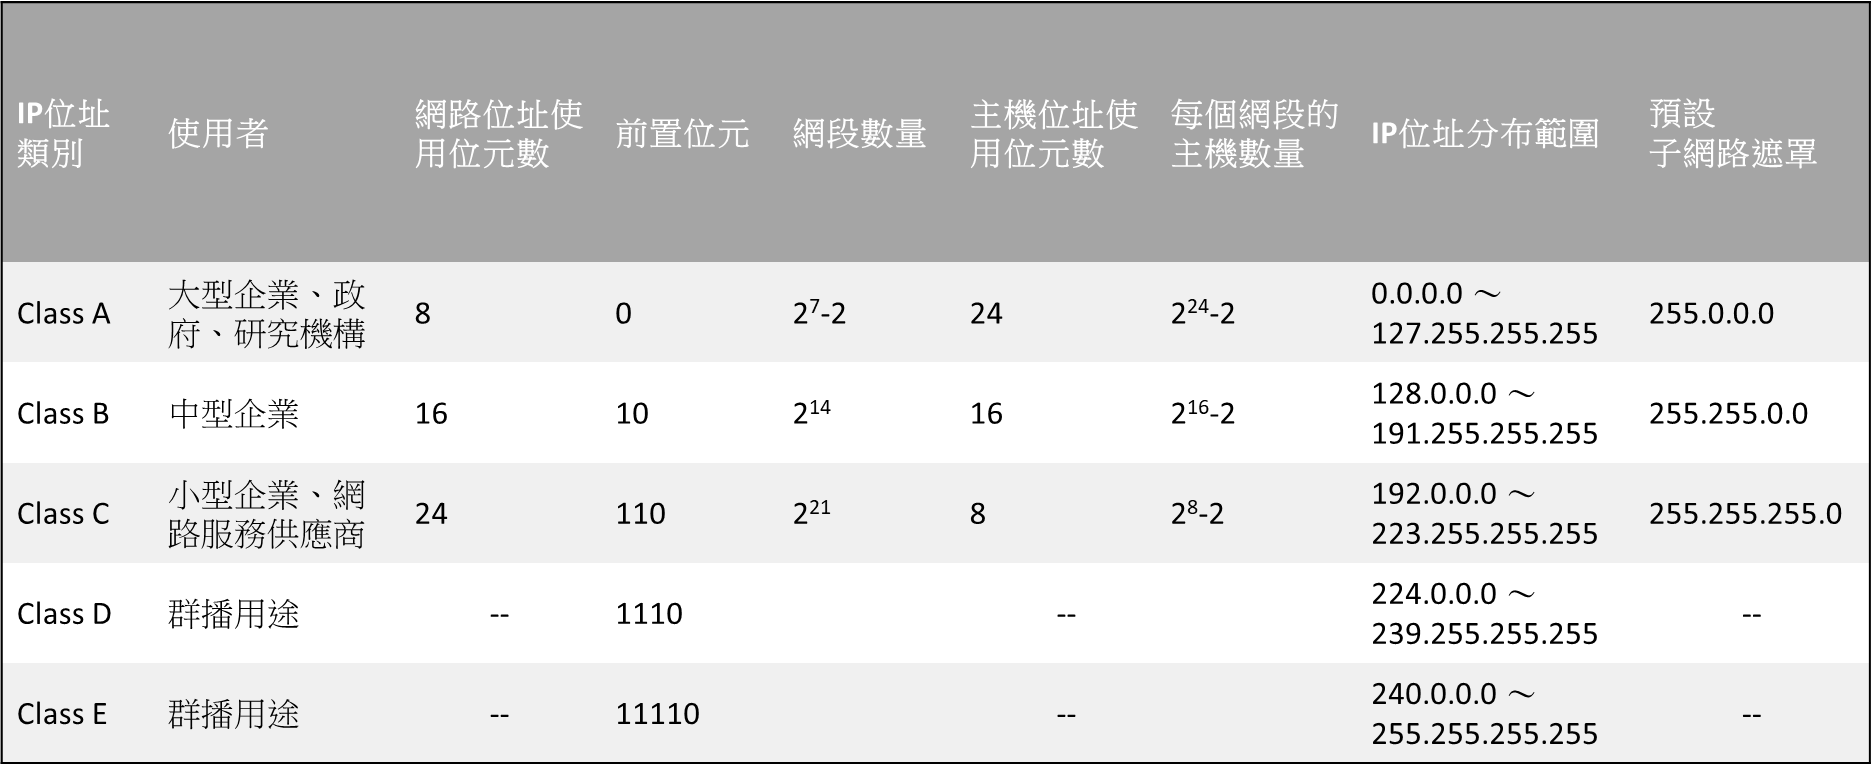 IP位址
類別
使用者
網路位址使
用位元數
前置位元
網段數量
主機位址使
用位元數
每個網段的
主機數量
IP位址分布範圍
預設
子網路遮罩
Class A
大型企業、政
府、研究機構
8
0
2⁷-2
24
2²⁴-2
0.0.0.0 ～
127.255.255.255
255.0.0.0
Class B
中型企業
16
10
2¹⁴
16
2¹⁶-2
128.0.0.0 ～
191.255.255.255
255.255.0.0
Class C
小型企業、網
路服務供應商
24
110
2²¹
8
2⁸-2
192.0.0.0 ～
223.255.255.255
255.255.255.0
Class D
群播用途
--
1110
--
224.0.0.0 ～
239.255.255.255
--
Class E
群播用途
--
11110
--
240.0.0.0 ～
255.255.255.255
--